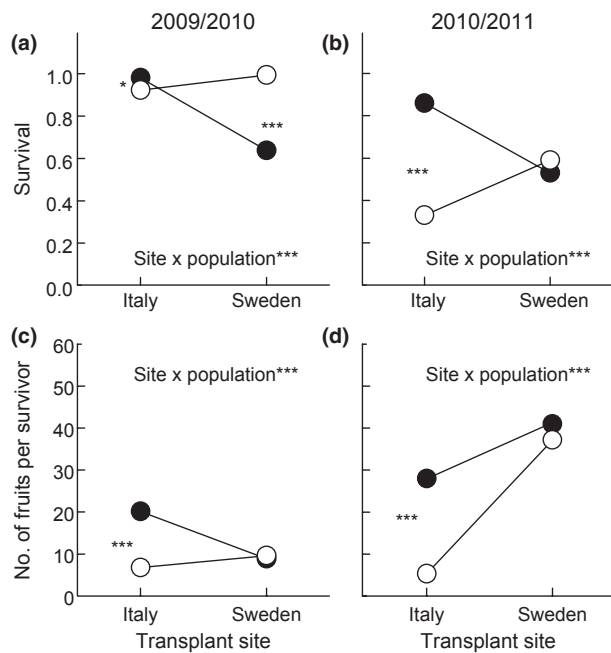 2009/2010
2010/2011
(a)
(b)
Survival
1.0
0.8
0.6
0.4
0.2
0.0
*
***
***
Site x population***
Site x population***
Italy
Sweden
Italy
Sweden
(c)
(d)
No. of fruits per survivor
60
50
40
30
20
10
0
Site x population***
Site x population***
***
***
Italy
Sweden
Italy
Sweden
Transplant site
Transplant site